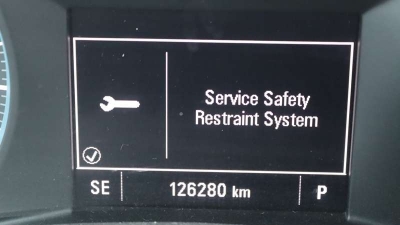 Service Safety
Restraint System
SE 126280 km P